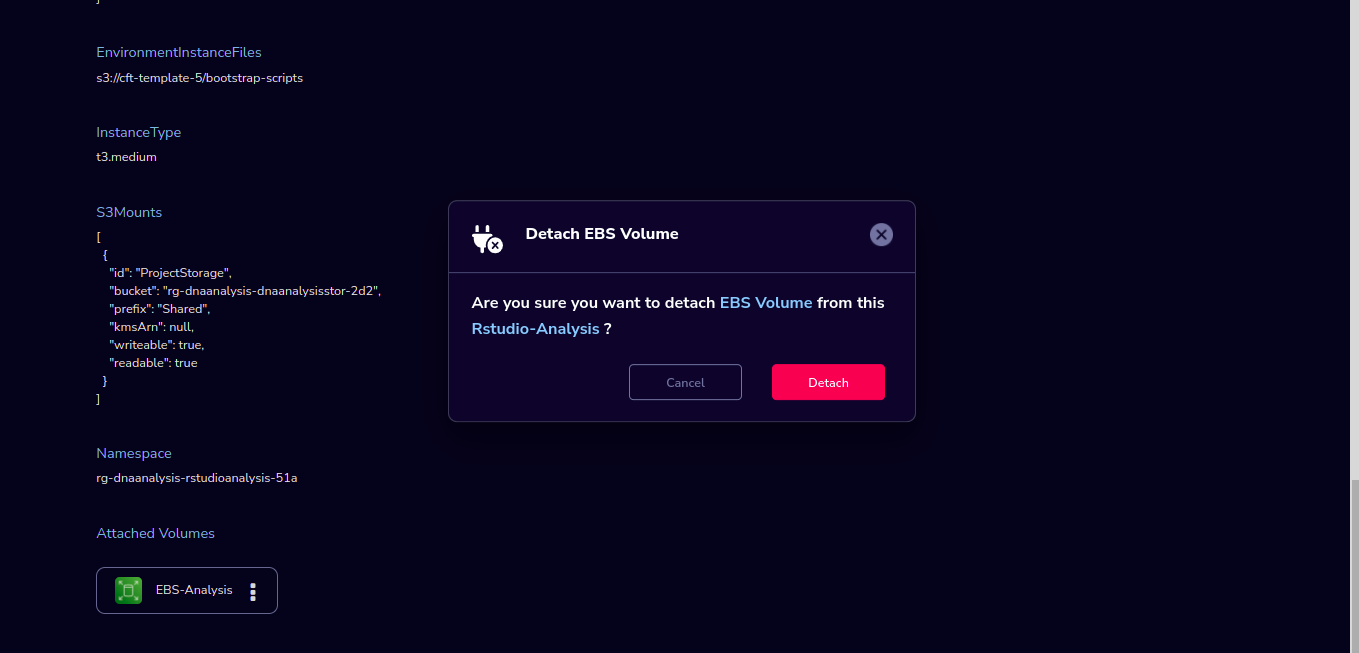 ]
EnvironmentInstanceFiles
s3://cft-template-5/bootstrap-scripts
InstanceType
t3.medium
S3Mounts
[
{
"id": "ProjectStorage",
"bucket": "rg-dnaanalysis-dnaanalysisstor-2d2",
"prefix": "Shared",
"kmsArn": null,
"writeable": true,
"readable": true
}
]
Namespace
rg-dnaanalysis-rstudioanalysis-51a
Attached Volumes
EBS-Analysis
Detach EBS Volume
Are you sure you want to detach EBS Volume from this
Rstudio-Analysis ?
Cancel
Detach